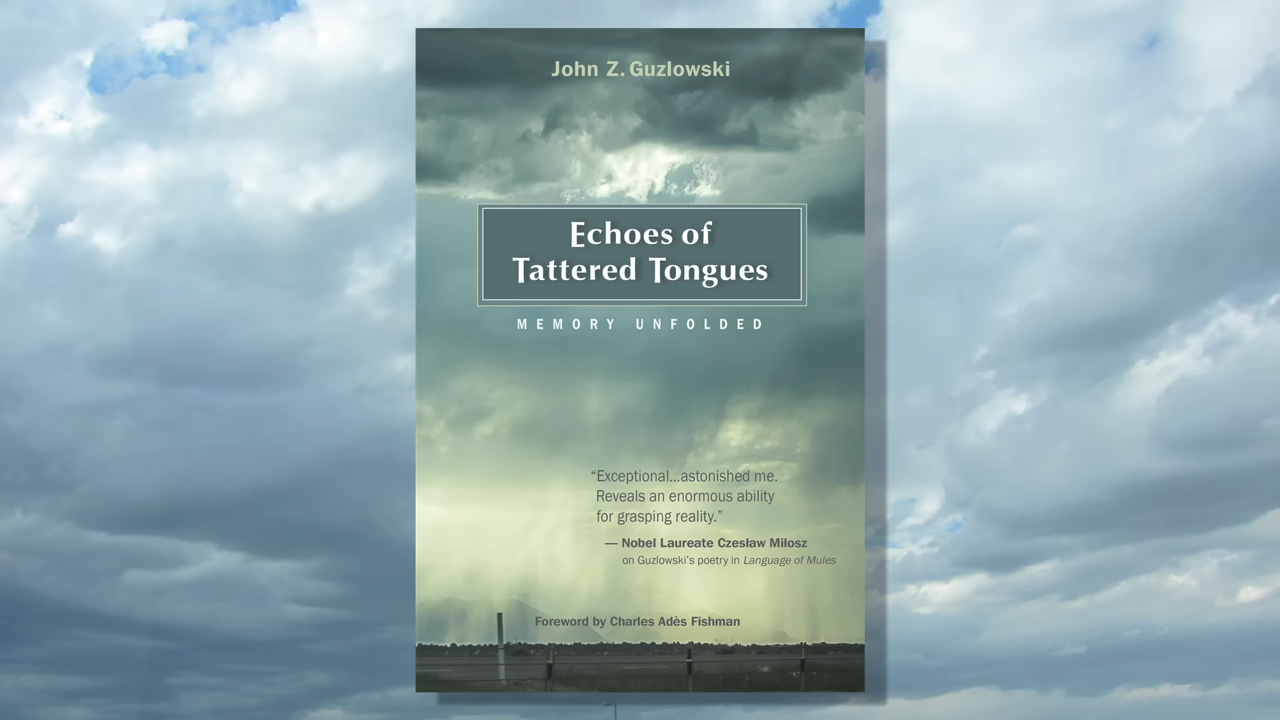 John Z. Guzlowski
Echoes of
Tattered Tongues
MEMORY UNFOLDED
“Exceptional...astonished me.
Reveals an enormous ability
for grasping reality.”
— Nobel Laureate Czesław Miłosz
on Guzlowski's poetry in Language of Mules
Foreword by Charles Adès Fishman